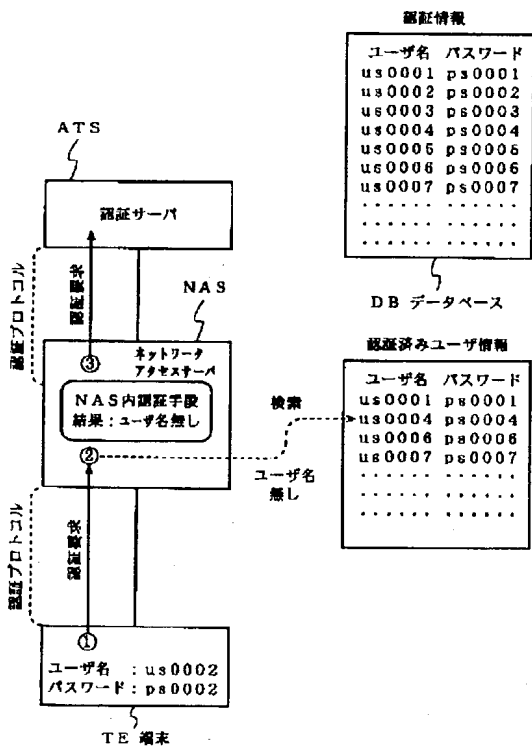 認証情報
ユーザ名 パスワード
us0001 ps0001
us0002 ps0002
us0003 ps0003
us0004 ps0004
us0005 ps0005
us0006 ps0006
us0007 ps0007
‥‥‥ ‥‥‥
‥‥‥ ‥‥‥
‥‥‥ ‥‥‥
DB データベース
ATS
認証サーバ
認証プロトコル
認証要求
NAS
③
ネットワータ
アタセスサーバ
NAS内認証手段
結果:ユーザ名無し
②
検索
ユーザ名
無し
認証済みユーザ情報
ユーザ名 パスワード
us0001 ps0001
us0004 ps0004
us0006 ps0006
us0007 ps0007
‥‥‥ ‥‥‥
‥‥‥ ‥‥‥
認証プロトコル
認証要求
①
ユーザ名 :us0002
パスワード:ps0002
TE 端末